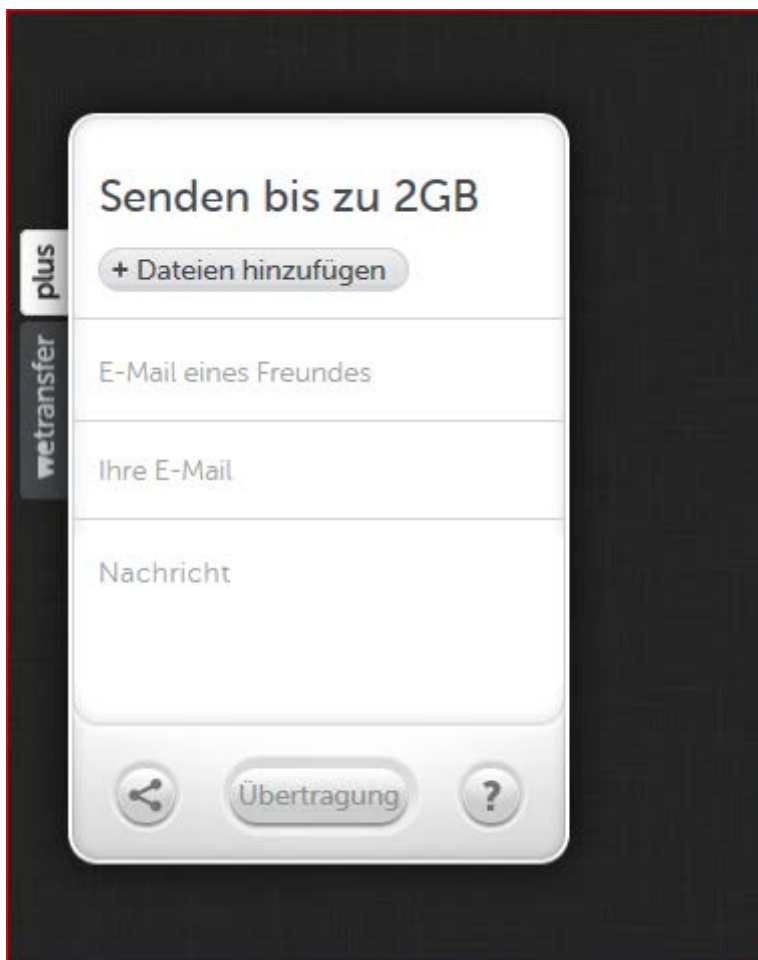 Senden bis zu 2GB
+ Dateien hinzufügen
plus
wetransfer
E-Mail eines Freundes
Ihre E-Mail
Nachricht
Übertragung
?